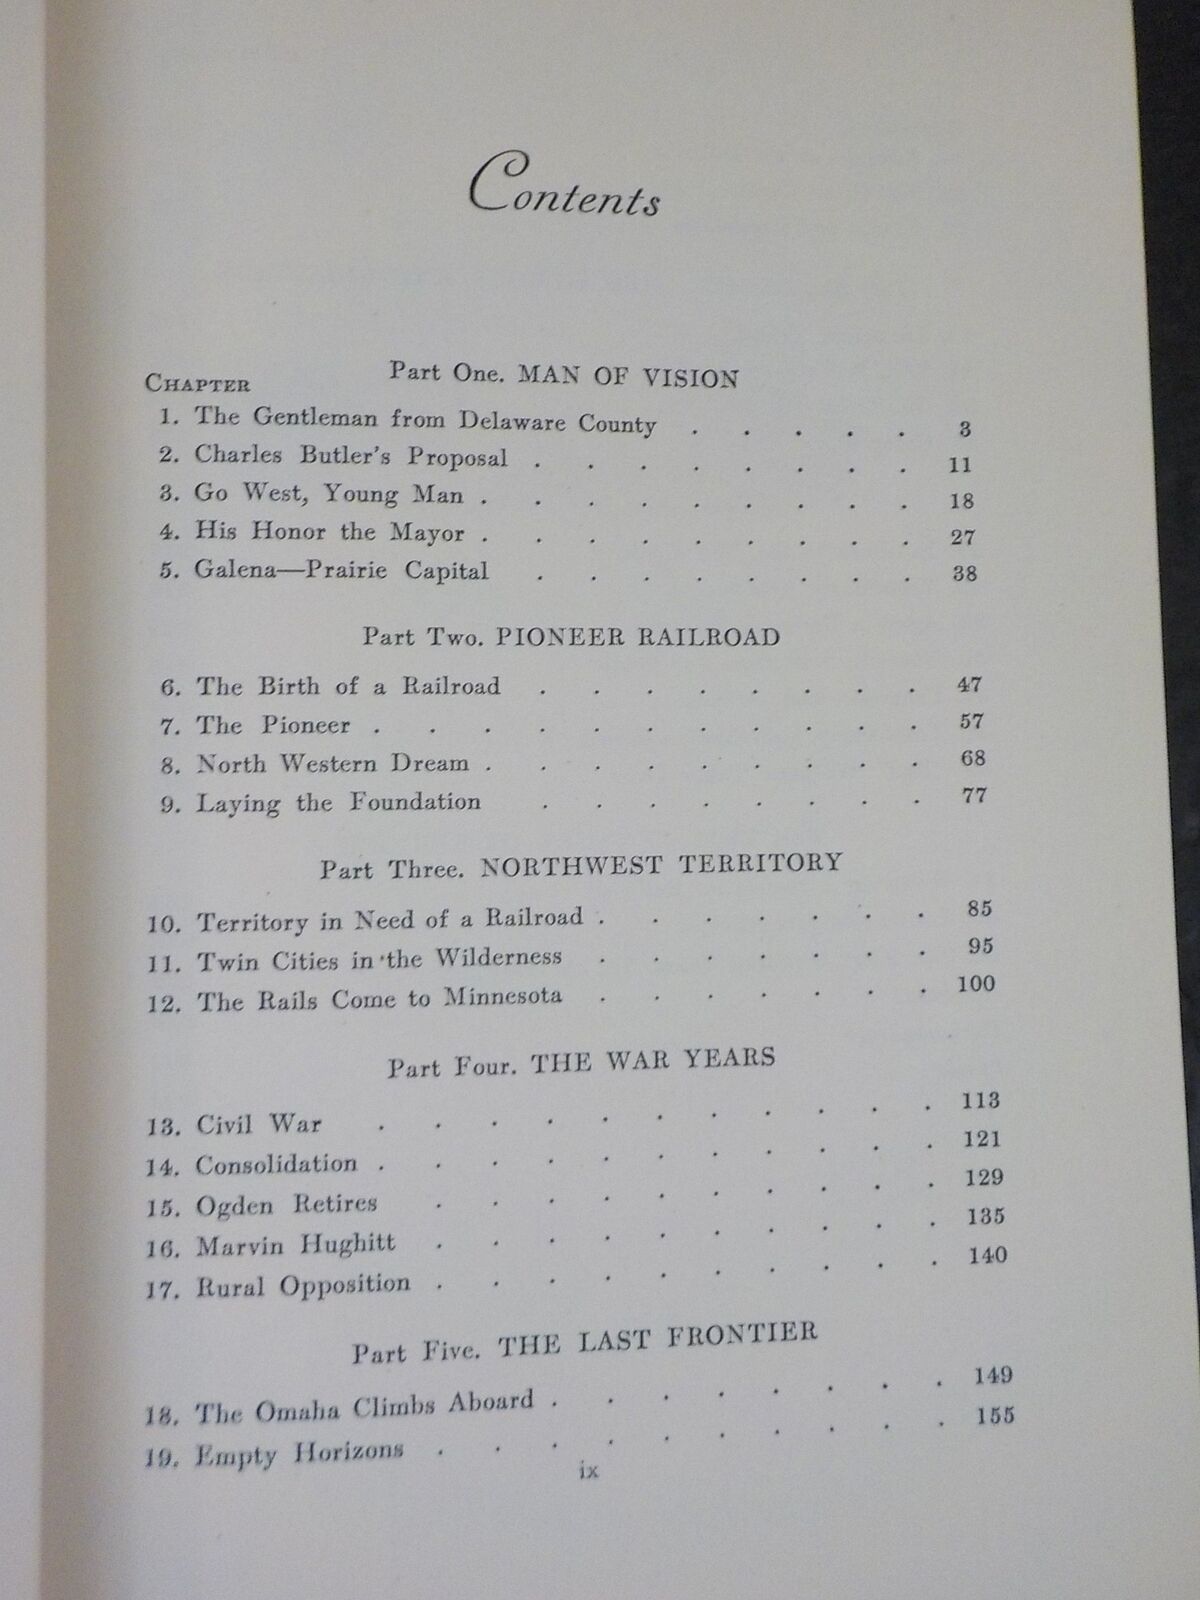 Contents
Part One. MAN OF VISION
CHAPTER
1. The Gentleman from Delaware County . . . . . 3
2. Charles Butler's Proposal . . . . . . . . 11
3. Go West, Young Man . . . . . . . . . 18
4. His Honor the Mayor . . . . . . . . . 27
5. Galena—Prairie Capital . . . . . . . . 38
Part Two. PIONEER RAILROAD
6. The Birth of a Railroad . . . . . . . . 47
7. The Pioneer . . . . . . . . . . . 57
8. North Western Dream . . . . . . . . . 68
9. Laying the Foundation . . . . . . . . 77
Part Three. NORTHWEST TERRITORY
10. Territory in Need of a Railroad . . . . . . . 85
11. Twin Cities in the Wilderness . . . . . . . 95
12. The Rails Come to Minnesota . . . . . . . 100
Part Four. THE WAR YEARS
13. Civil War . . . . . . . . . . . 113
14. Consolidation . . . . . . . . . . . 121
15. Ogden Retires . . . . . . . . . . 129
16. Marvin Hughitt . . . . . . . . . . 135
17. Rural Opposition . . . . . . . . . . 140
Part Five. THE LAST FRONTIER
18. The Omaha Climbs Aboard . . . . . . . . 149
19. Empty Horizons . . . . . . . . . . 155
ix